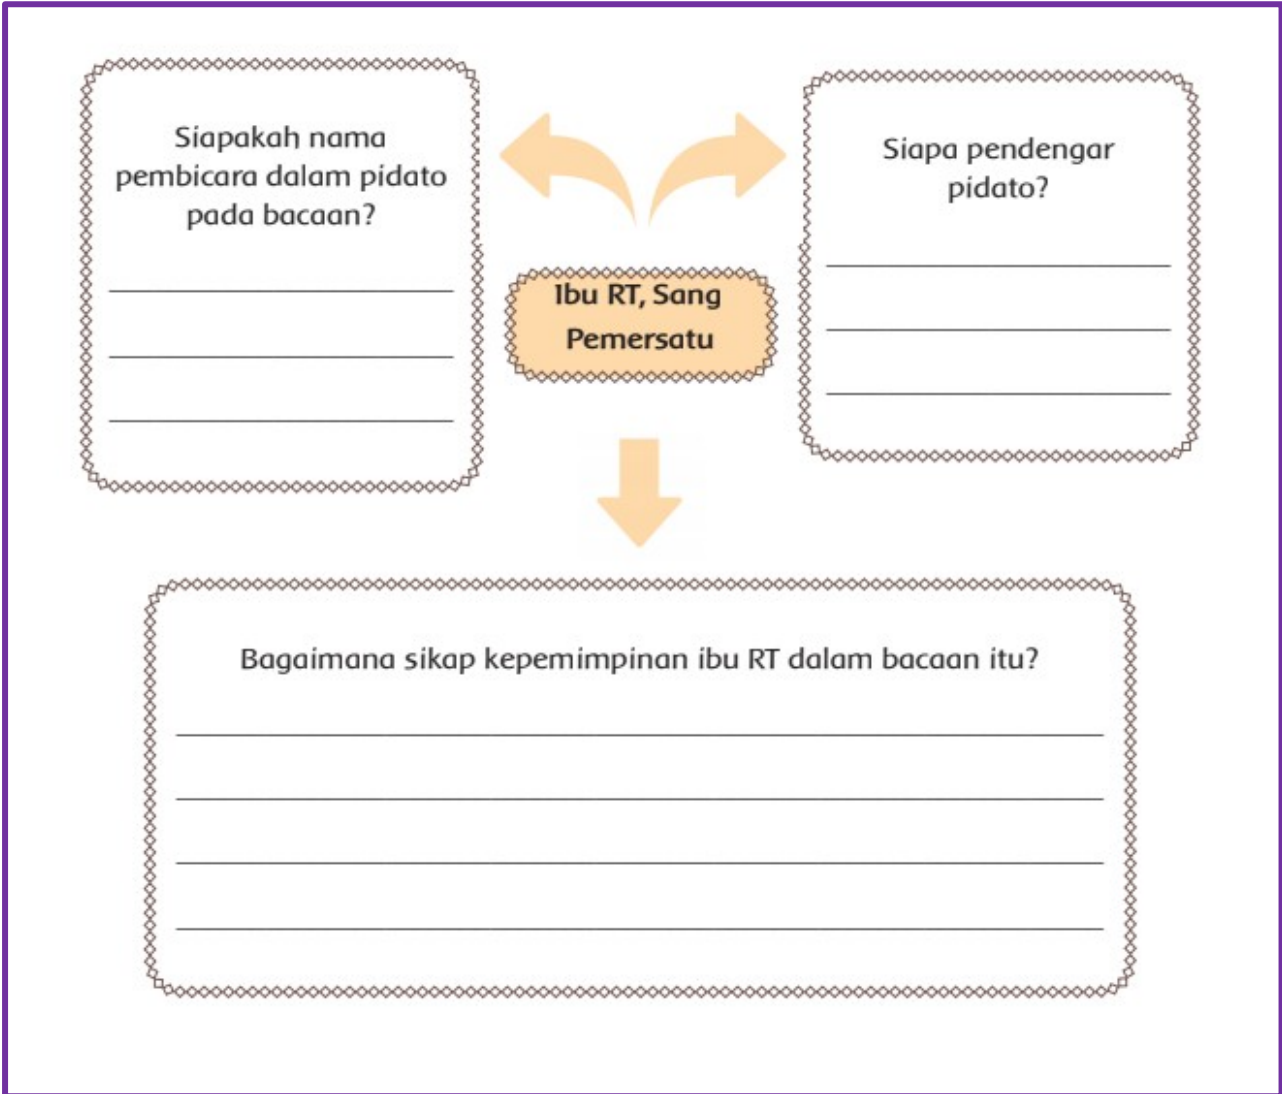 Siapakah nama
pembicara dalam pidato
pada bacaan?
Siapa pendengar
pidato?
Ibu RT, Sang
Pemersatu
Bagaimana sikap kepemimpinan ibu RT dalam bacaan itu?